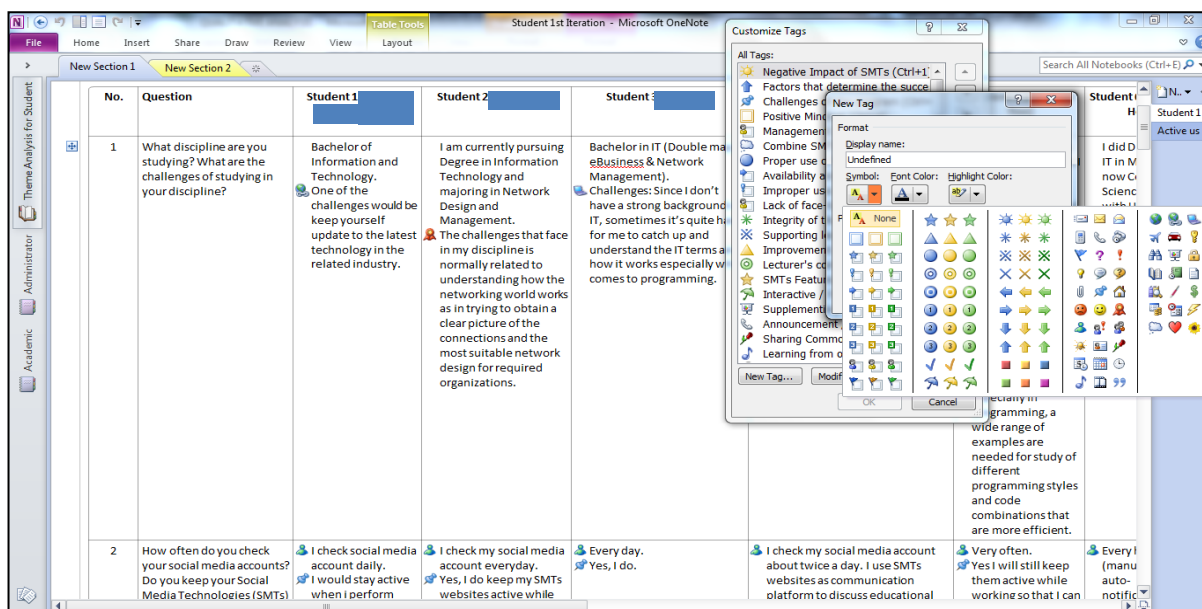 Table Tools
Student 1st Iteration - Microsoft OneNote
File
Home
Insert
Share
Draw
Review
View
Layout
New Section 1
New Section 2
Search All Notebooks (Ctrl+E)
Theme Analysis for Student
Administrator
Academic
N..
Student 1
Active us
No.
Question
Student 1
Student 2
Student
Student
H
1
What discipline are you
studying? What are the
challenges of studying in
your discipline?
Bachelor of
Information and
Technology.
One of the
challenges would be
keep yourself
update to the latest
technology in the
related industry.
I am currently pursuing
Degree in Information
Technology and
majoring in Network
Design and
Management.
The challenges that face
in my discipline is
normally related to
understanding how the
networking world works
as in trying to obtain a
clear picture of the
connections and the
most suitable network
design for required
organizations.
Bachelor in IT (Double ma
eBusiness & Network
Management).
Challenges: Since I don't
have a strong background
IT, sometimes it's quite ha
for me to catch up and
understand the IT terms a
how it works especially w
comes to programming.
ecially in
ogramming, a
wide range of
examples are
needed for study of
different
programming styles
and code
combinations that
are more efficient.
I did D
IT in M
now Co
Scienc
2
How often do you check
your social media accounts?
Do you keep your Social
Media Technologies (SMTs)
I check social media
account daily.
I would stay active
when i perform
I check my social media
account everyday.
Yes, I do keep my SMTs
websites active while
Every day.
Yes, I do.
I check my social media account
about twice a day. I use SMTs
websites as communication
platform to discuss educational
Very often.
Yes I will still keep
them active while
working so that I can
Every h
(manu
auto-
notific
Customize Tags
All Tags:
Negative Impact of SMTs (Ctrl+1)
Factors that determine the succe
Challenges
Positive Mind
Management
Combine SM
Proper use o
Availability a
Improper us
Lack of face-
Integrity of t
Supporting le
Improvement
Lecturer's co
SMTs Featur
Interactive /
Supplement
Announcement
Sharing Commo
Learning from o
New Tag...
Modif
OK
Cancel
New Tag
Format
Display name:
Undefined
Symbol:
Font Color:
Highlight Color:
None